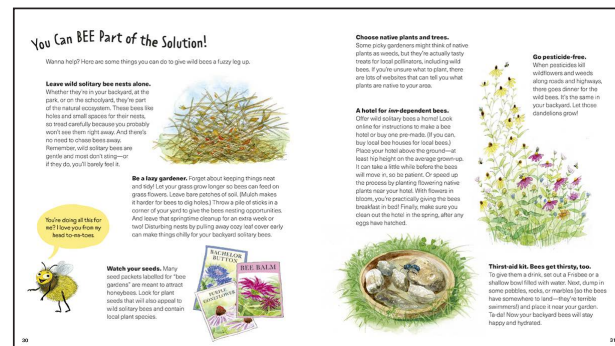 You Can BEE Part of the Solution!
Wanna help? Here are some things you can do to give wild bees a fuzzy leg up.
Leave wild solitary bee nests alone.
Whether they're in your backyard, at the
park, or on the schoolyard, they're part
of the natural ecosystem. These bees like
holes and small spaces for their nests,
so tread carefully because you probably
won't see them right away. And there's
no need to chase bees away.
Remember, wild solitary bees are
gentle and most don't sting—or
if they do, you'll barely feel it.
Be a lazy gardener. Forget about keeping things neat
and tidy! Let your grass grow longer so bees can feed on
grass flowers. Leave bare patches of soil. (Mulch makes
it harder for bees to dig holes.) Throw a pile of sticks in a
corner of your yard to give the bees nesting opportunities.
And leave that springtime cleanup for an extra week or
two! Disturbing nests by pulling away cozy leaf cover early
can make things chilly for your backyard solitary bees.
You're doing all this for
me? I love you from my
head to-ma-toes.
Watch your seeds. Many
seed packets labelled for "bee
gardens" are meant to attract
honeybees. Look for plant
seeds that will also appeal to
wild solitary bees and contain
local plant species.
BACHELOR
BUTTON
BEE BALM
PURPLE
CONEFLOWER
30
Choose native plants and trees.
Some picky gardeners might think of native
plants as weeds, but they're actually tasty
treats for local pollinators, including wild
bees. If you're unsure what to plant, there
are lots of websites that can tell you what
plants are native to your area.
A hotel for inn-dependent bees.
Offer wild solitary bees a home! Look
online for instructions to make a bee
hotel or buy one pre-made. (If you can,
buy local bee houses for local bees.)
Place your hotel above the ground—at
least hip height on the average grown-up.
It can take a little while before the bees
will move in, so be patient. Or speed up
the process by planting flowering native
plants near your hotel. With flowers in
bloom, you're practically giving the bees
breakfast in bed! Finally, make sure you
clean out the hotel in the spring, after any
eggs have hatched.
Go pesticide-free.
When pesticides kill
wildflowers and weeds
along roads and highways,
there goes dinner for the
wild bees. It's the same in
your backyard. Let those
dandelions grow!
Thirst-aid kit. Bees get thirsty, too.
To give them a drink, set out a Frisbee or a
shallow bowl filled with water. Next, dump in
some pebbles, rocks, or marbles (so the bees
have somewhere to land—they're terrible
swimmers!) and place it near your garden.
Ta-da! Now your backyard bees will stay
happy and hydrated.